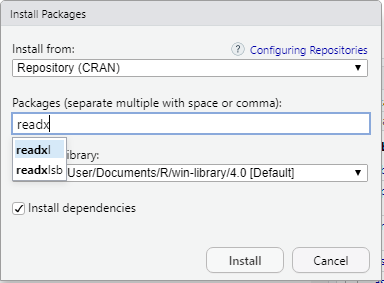 Install Packages
Install from:
? Configuring Repositories
Repository (CRAN)
Packages (separate multiple with space or comma):
readx
readxl
readxlsb
library:
User/Documents/R/win-library/4.0 [Default]
Install dependencies
Install
Cancel